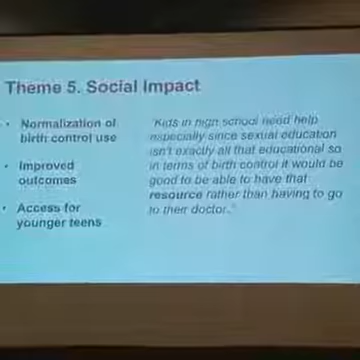 Theme 5. Social Impact
• Normalization of
birth control use
• Improved
outcomes
• Access for
younger teens
"Kids in high school need help
especially since sexual education
isn't exactly all that educational so
in terms of birth control it would be
good to be able to have that
resource rather than having to go
to their doctor."